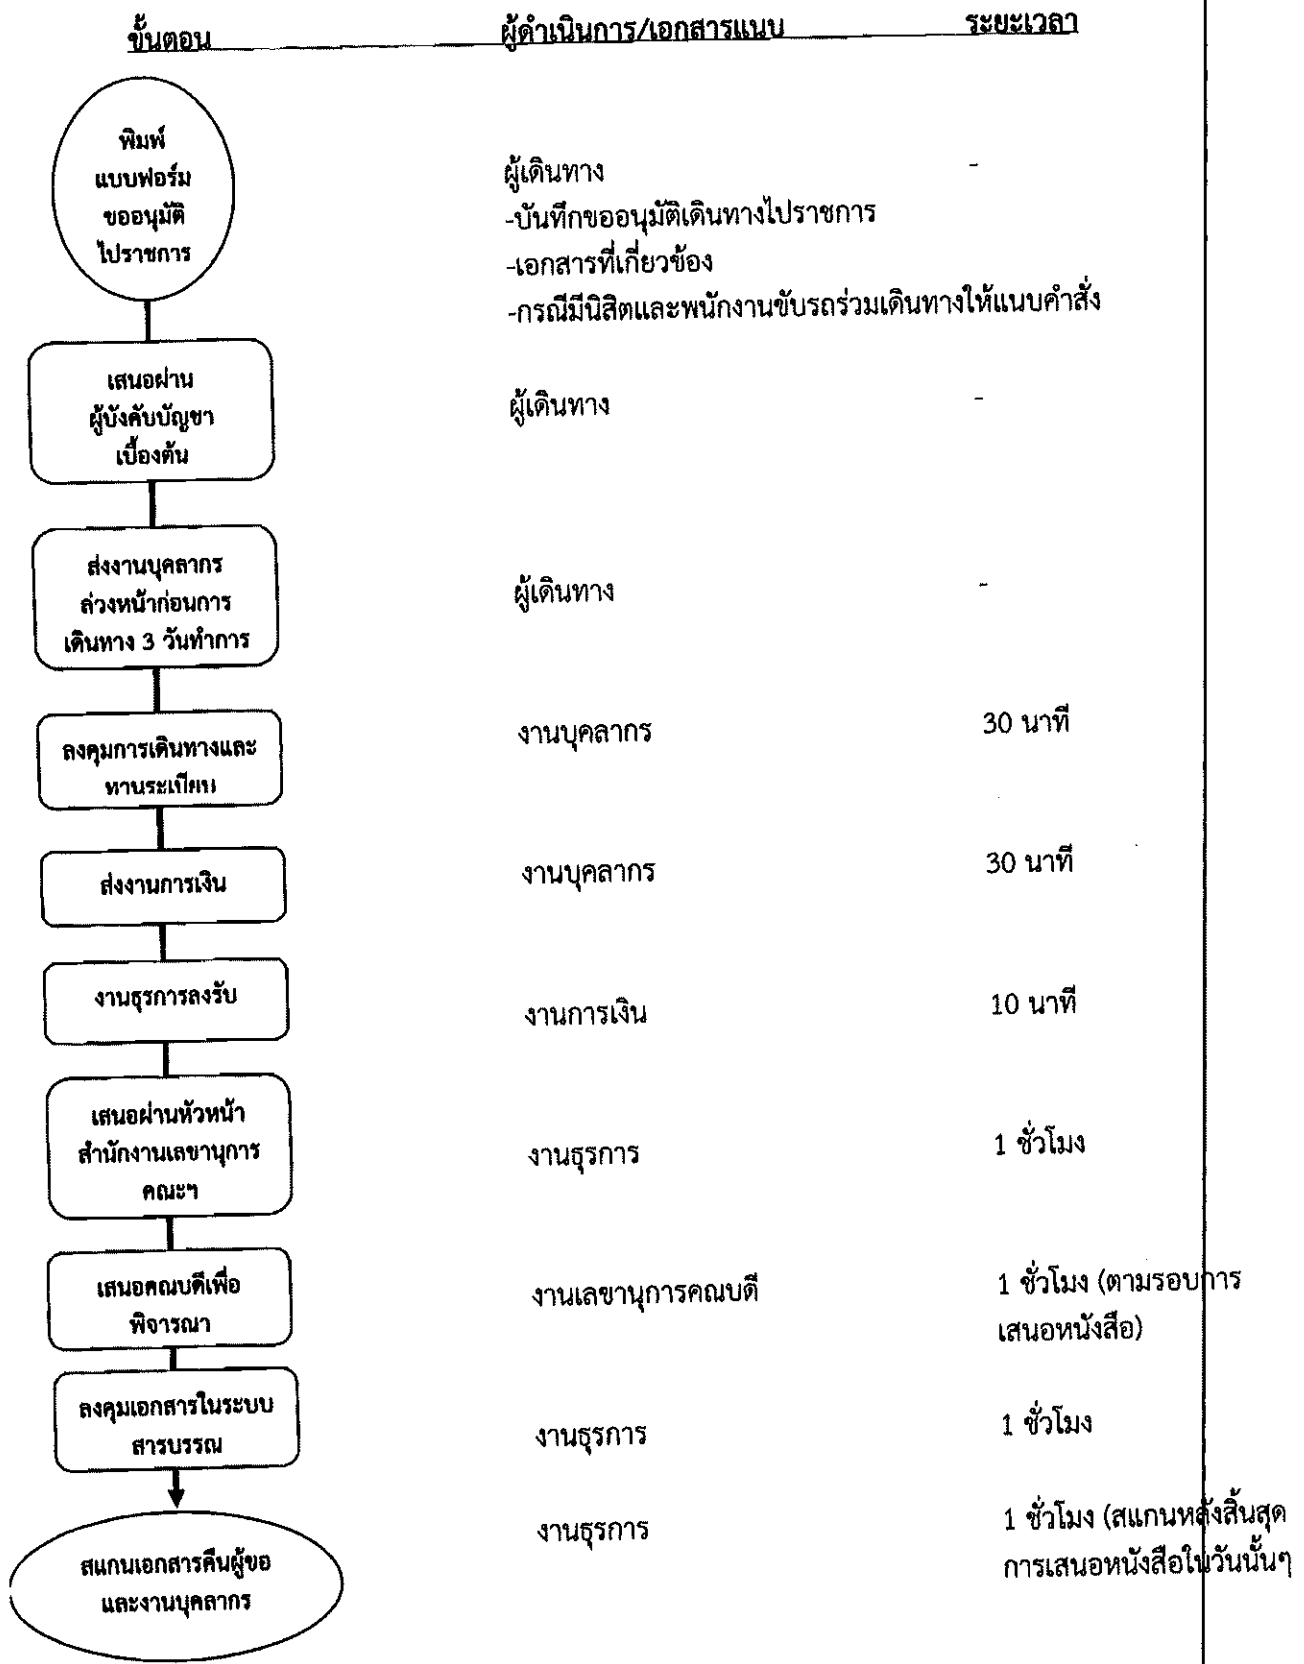 ขั้นตอน ผู้ดำเนินการ/เอกสารแนบ ระยะเวลา
พิมพ์
แบบฟอร์ม
ขออนุมัติ
ไปราชการ
ผู้เดินทาง -
-บันทึกขออนุมัติเดินทางไปราชการ
-เอกสารที่เกี่ยวข้อง
-กรณีมีนิสิตและพนักงานขับรถร่วมเดินทางให้แนบคำสั่ง
เสนอผ่าน
ผู้บังคับบัญชา
เบื้องต้น
ผู้เดินทาง -
ส่งงานบุคลากร
ล่วงหน้าก่อนการ
เดินทาง 3 วันทำการ
ผู้เดินทาง -
ลงคุมการเดินทางและ
ทานระเบียบ
งานบุคลากร 30 นาที
ส่งงานการเงิน
งานบุคลากร 30 นาที
งานธุรการลงรับ
งานการเงิน 10 นาที
เสนอผ่านหัวหน้า
สำนักงานเลขานุการ
คณะฯ
งานธุรการ 1 ชั่วโมง
เสนอคณบดีเพื่อ
พิจารณา
งานเลขานุการคณบดี 1 ชั่วโมง (ตามรอบการ
เสนอหนังสือ)
ลงคุมเอกสารในระบบ
สารบรรณ
งานธุรการ 1 ชั่วโมง
สแกนเอกสารคืนผู้ขอ
และงานบุคลากร
งานธุรการ 1 ชั่วโมง (สแกนหลังสิ้นสุด
การเสนอหนังสือในวันนั้นๆ